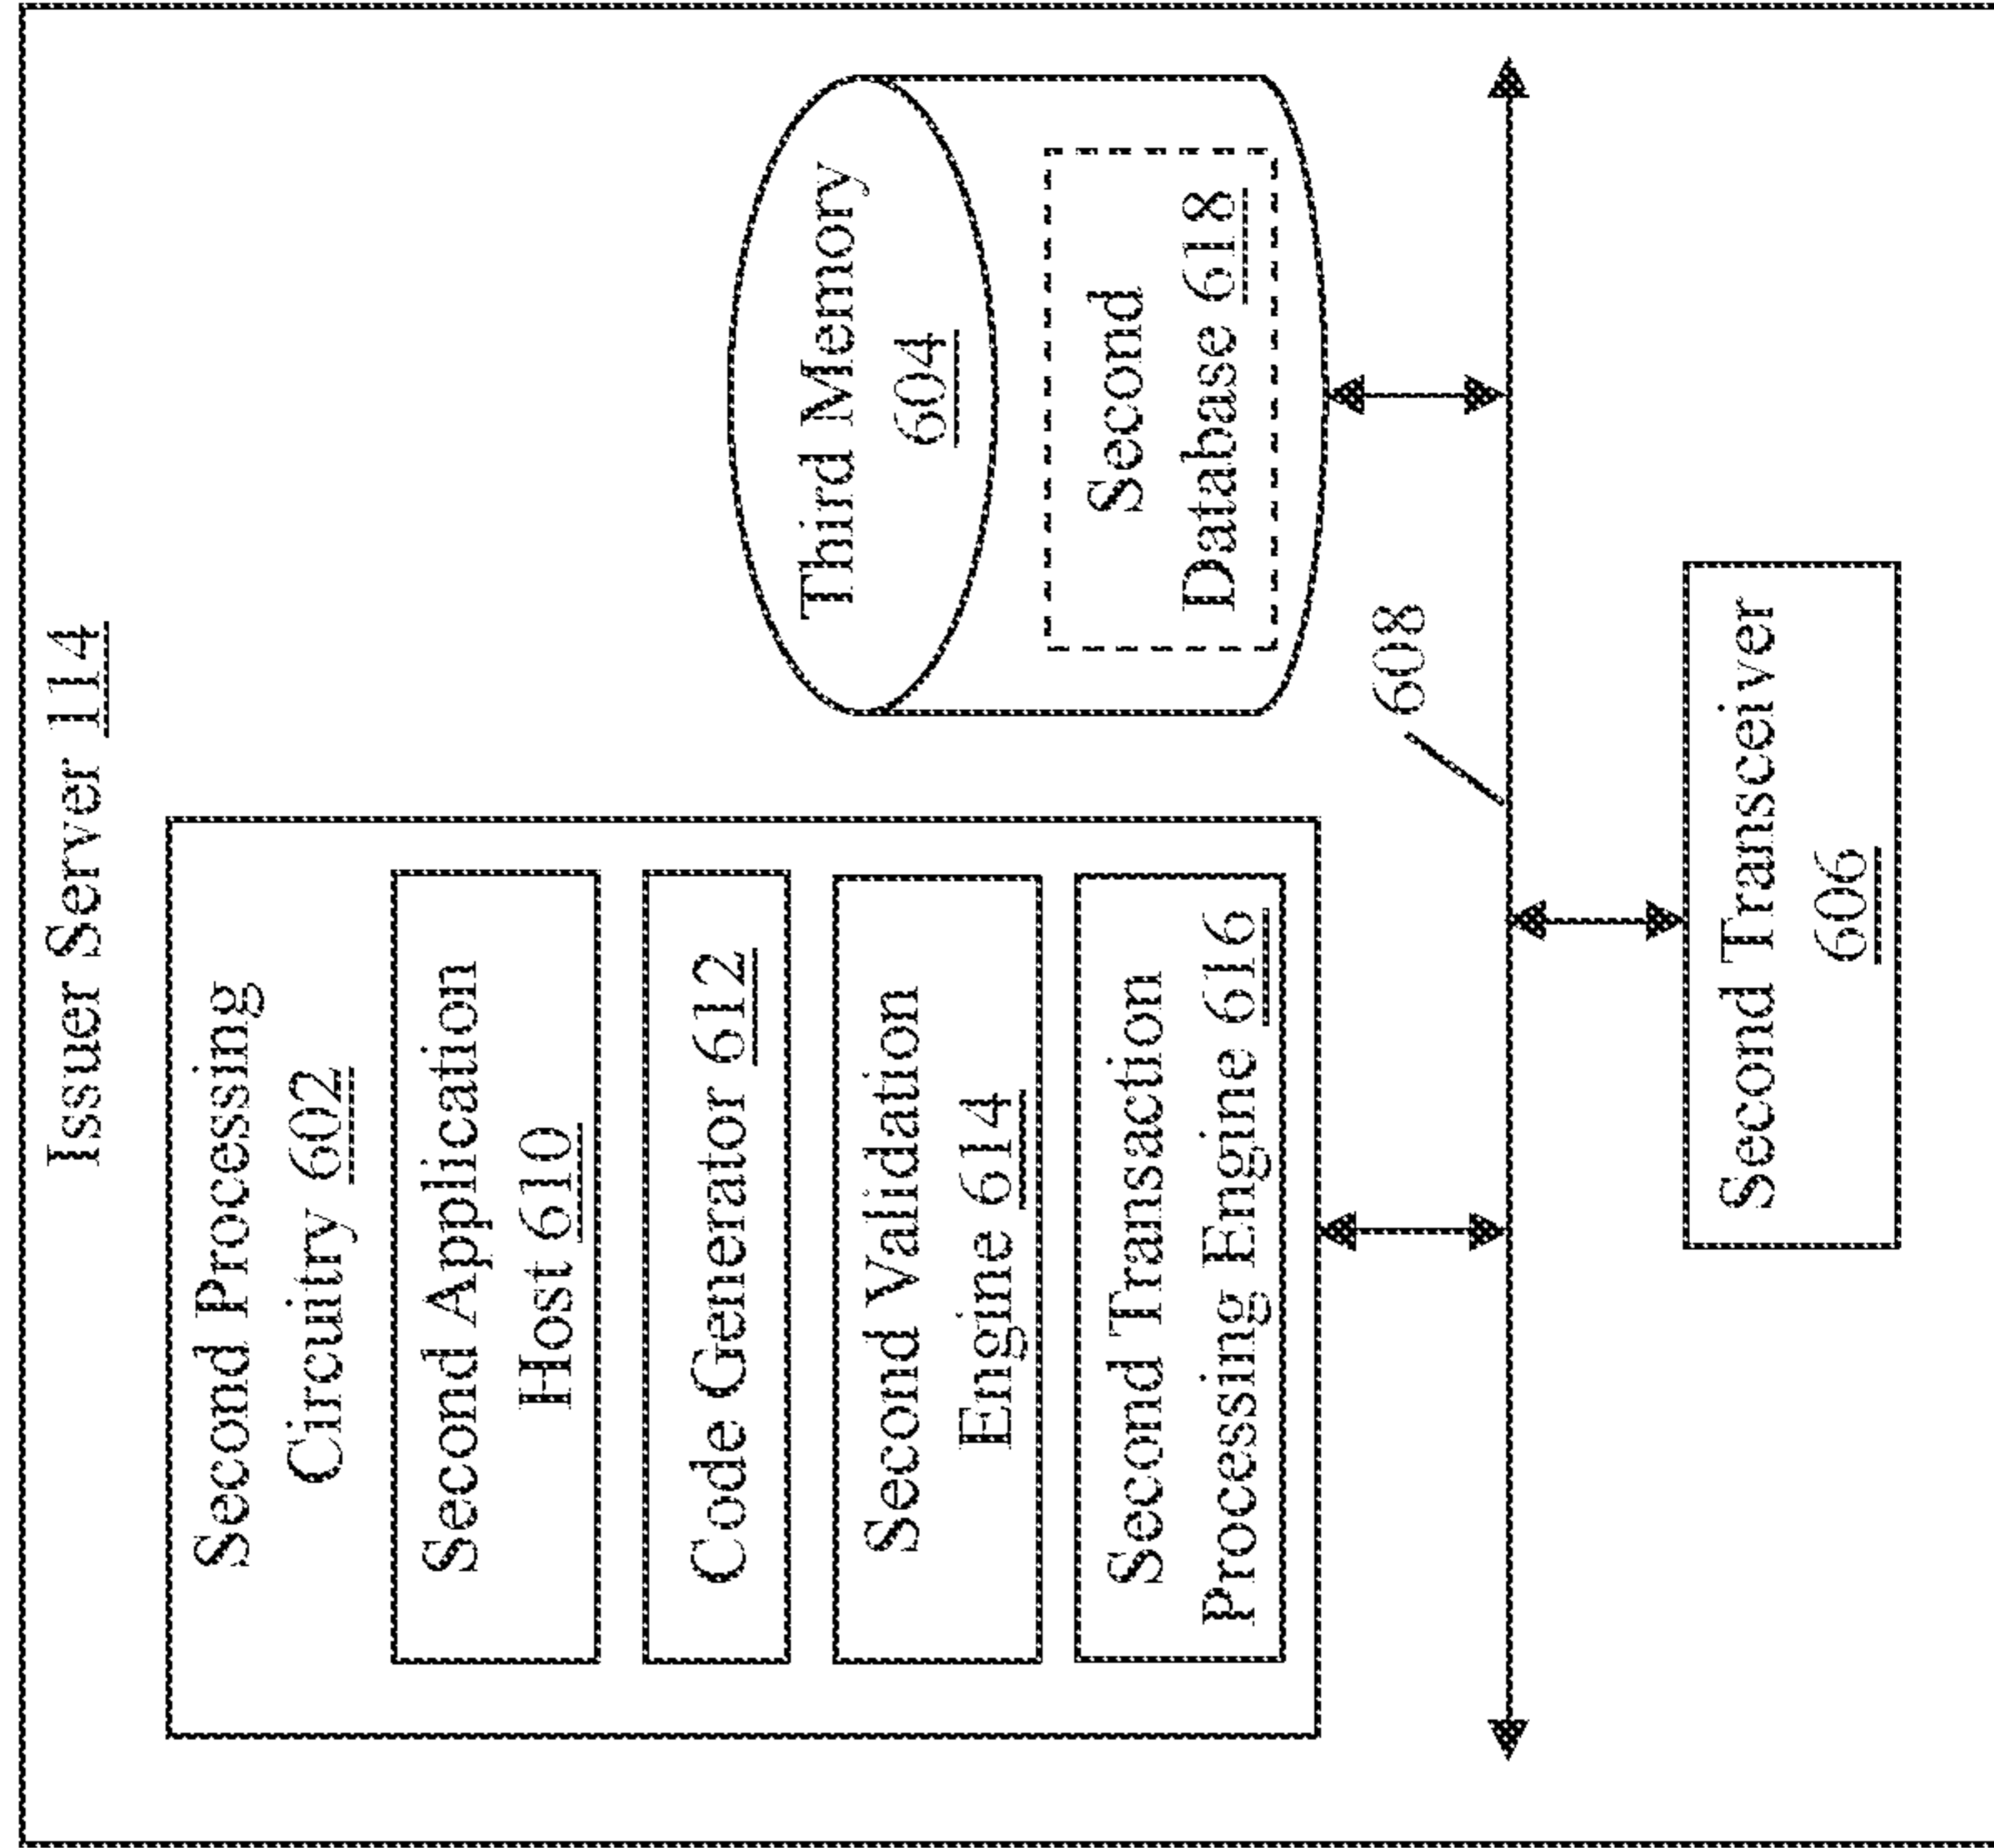 Issuer Server 114
Second Processing
Circuitry 602
Second Application
Host 610
Code Generator 612
Second Validation
Engine 614
Second Transaction
Processing Engine 616
Third Memory
604
Second
Database 618
608
Second Transceiver
606